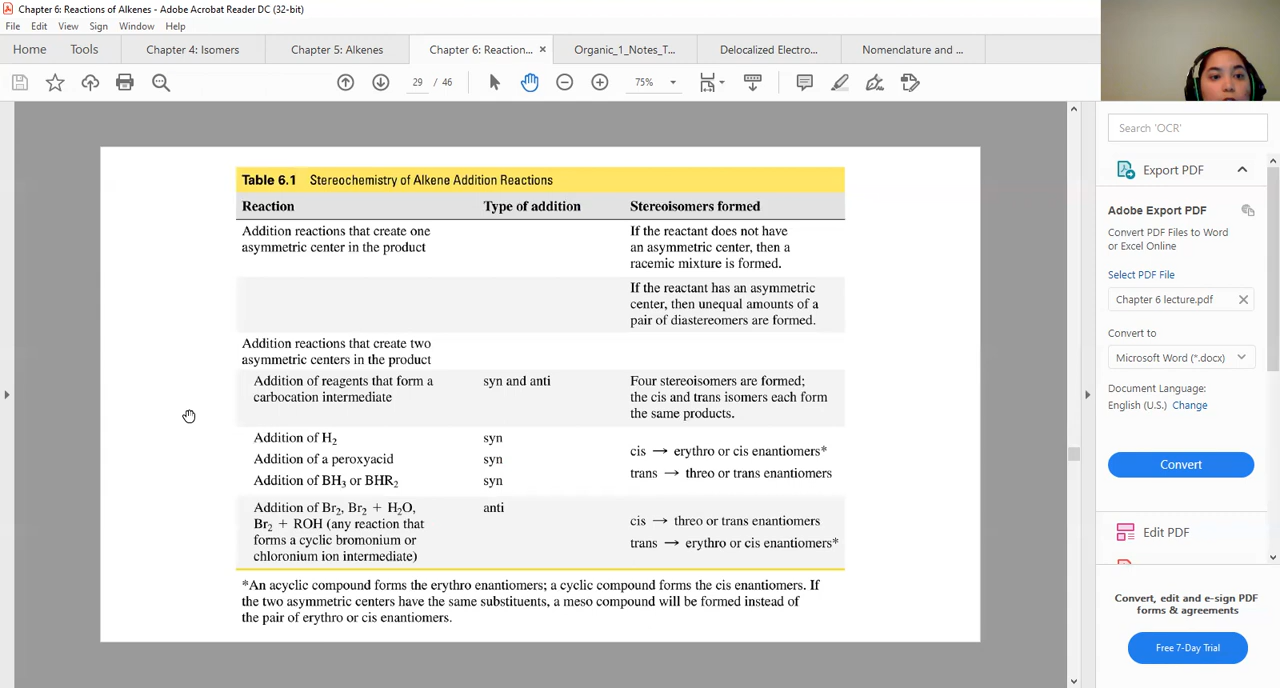 Chapter 6: Reactions of Alkenes - Adobe Acrobat Reader DC (32-bit)
File Edit View Sign Window Help
Home Tools Chapter 4: Isomers Chapter 5: Alkenes Chapter 6: Reaction... × Organic_1_Notes_T... Delocalized Electro... Nomenclature and ...
29 / 46 75%
Search 'OCR'
Export PDF
Adobe Export PDF
Convert PDF Files to Word
or Excel Online
Select PDF File
Chapter 6 lecture.pdf
Convert to
Microsoft Word (*.docx)
Document Language:
English (U.S.) Change
Convert
Edit PDF
Convert, edit and e-sign PDF
forms & agreements
Free 7-Day Trial
Table 6.1 Stereochemistry of Alkene Addition Reactions
Reaction Type of addition Stereoisomers formed
Addition reactions that create one If the reactant does not have
asymmetric center in the product an asymmetric center, then a
racemic mixture is formed.
If the reactant has an asymmetric
center, then unequal amounts of a
pair of diastereomers are formed.
Addition reactions that create two
asymmetric centers in the product
Addition of reagents that form a syn and anti Four stereoisomers are formed;
carbocation intermediate the cis and trans isomers each form
the same products.
Addition of H₂ syn
cis → erythro or cis enantiomers*
Addition of a peroxyacid syn
trans → threo or trans enantiomers
Addition of BH₃ or BHR₂ syn
Addition of Br₂, Br₂ + H₂O, anti
cis → threo or trans enantiomers
Br₂ + ROH (any reaction that
forms a cyclic bromonium or
trans → erythro or cis enantiomers*
chloronium ion intermediate)
*An acyclic compound forms the erythro enantiomers; a cyclic compound forms the cis enantiomers. If
the two asymmetric centers have the same substituents, a meso compound will be formed instead of
the pair of erythro or cis enantiomers.